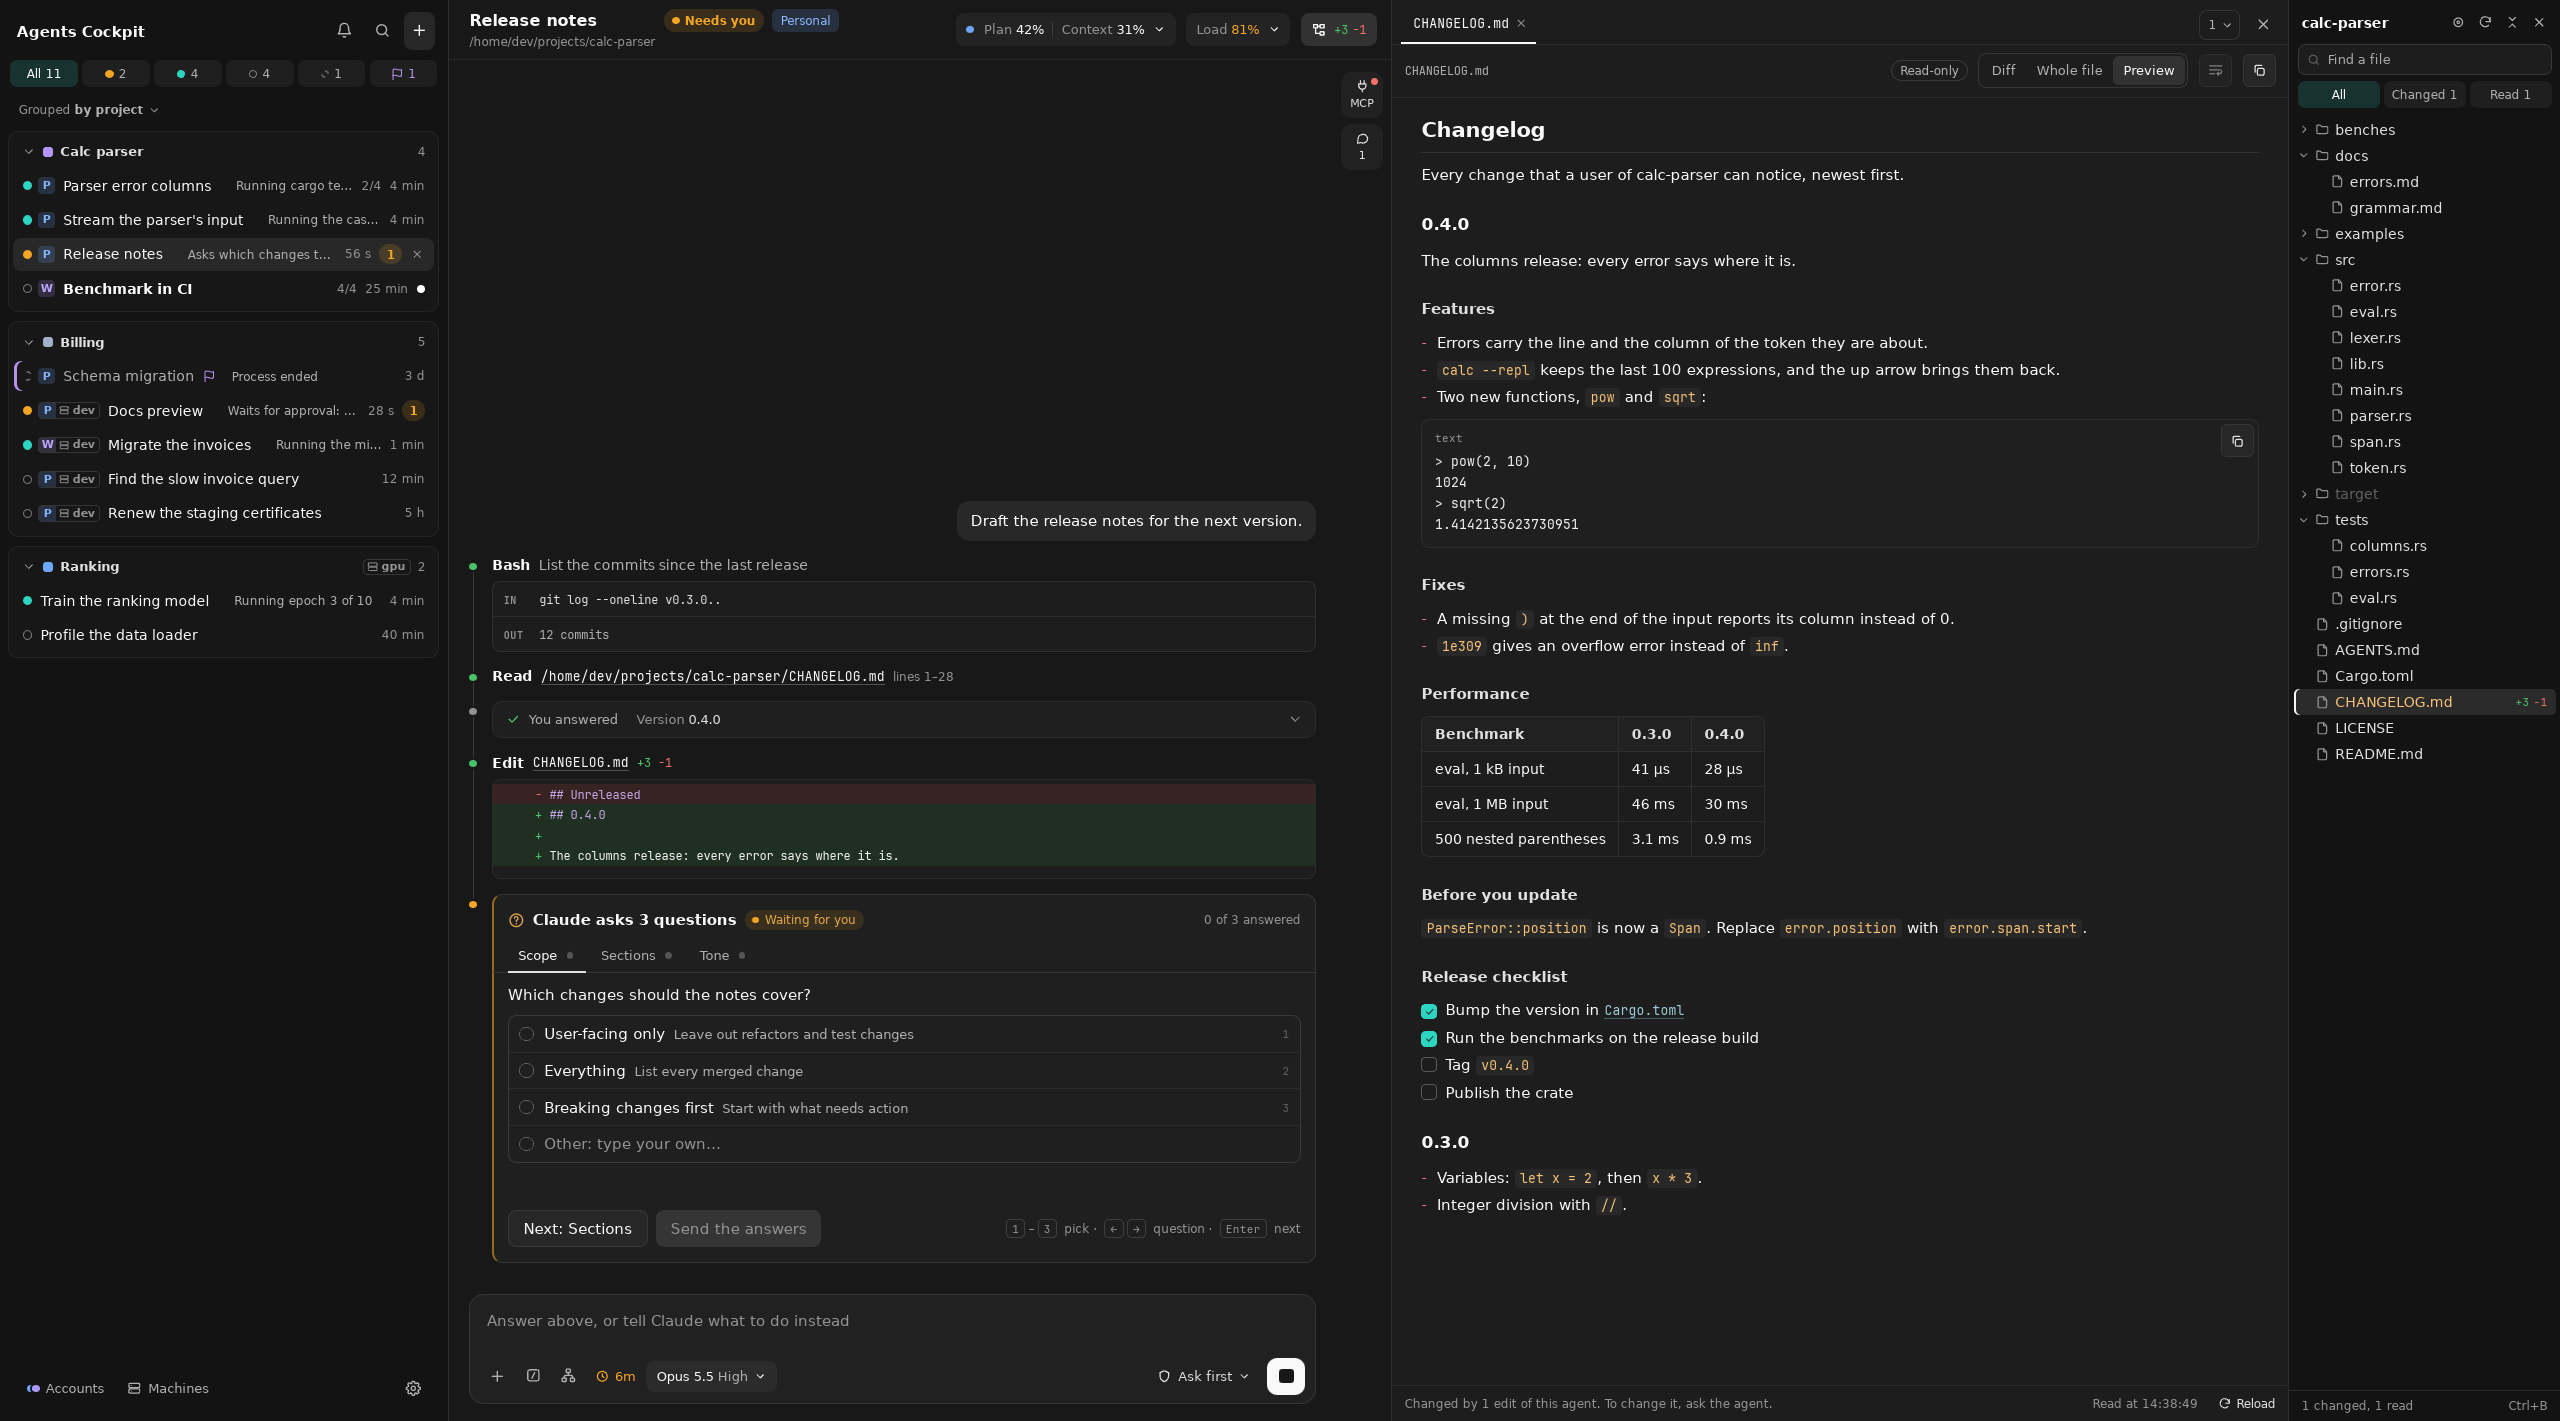 Agents Cockpit
All 11
2
4
4
1
1
Grouped by project
Calc parser 4
P Parser error columns Running cargo te... 2/4 4 min
P Stream the parser's input Running the cas... 4 min
P Release notes Asks which changes t... 56 s 1
W Benchmark in CI 4/4 25 min
Billing 5
P Schema migration Process ended 3 d
P dev Docs preview Waits for approval: ... 28 s 1
W dev Migrate the invoices Running the mi... 1 min
P dev Find the slow invoice query 12 min
P dev Renew the staging certificates 5 h
Ranking gpu 2
Train the ranking model Running epoch 3 of 10 4 min
Profile the data loader 40 min
Accounts Machines
Release notes Needs you Personal
/home/dev/projects/calc-parser
Plan 42% Context 31% Load 81% +3 -1
MCP
1
Draft the release notes for the next version.
Bash List the commits since the last release
IN git log --oneline v0.3.0..
OUT 12 commits
Read /home/dev/projects/calc-parser/CHANGELOG.md lines 1–28
You answered Version 0.4.0
Edit CHANGELOG.md +3 -1
- ## Unreleased
+ ## 0.4.0
+
+ The columns release: every error says where it is.
Claude asks 3 questions Waiting for you 0 of 3 answered
Scope Sections Tone
Which changes should the notes cover?
User-facing only Leave out refactors and test changes 1
Everything List every merged change 2
Breaking changes first Start with what needs action 3
Other: type your own...
Next: Sections Send the answers 1 – 3 pick · ← → question · Enter next
Answer above, or tell Claude what to do instead
6m Opus 5.5 High Ask first
CHANGELOG.md 1
CHANGELOG.md Read-only Diff Whole file Preview
Changelog
Every change that a user of calc-parser can notice, newest first.
0.4.0
The columns release: every error says where it is.
Features
- Errors carry the line and the column of the token they are about.
- calc --repl keeps the last 100 expressions, and the up arrow brings them back.
- Two new functions, pow and sqrt:
text
> pow(2, 10)
1024
> sqrt(2)
1.4142135623730951
Fixes
- A missing ) at the end of the input reports its column instead of 0.
- 1e309 gives an overflow error instead of inf.
Performance
Benchmark 0.3.0 0.4.0
eval, 1 kB input 41 µs 28 µs
eval, 1 MB input 46 ms 30 ms
500 nested parentheses 3.1 ms 0.9 ms
Before you update
ParseError::position is now a Span. Replace error.position with error.span.start.
Release checklist
Bump the version in Cargo.toml
Run the benchmarks on the release build
Tag v0.4.0
Publish the crate
0.3.0
- Variables: let x = 2, then x * 3.
- Integer division with //.
Changed by 1 edit of this agent. To change it, ask the agent. Read at 14:38:49 Reload
calc-parser
Find a file
All Changed 1 Read 1
benches
docs
errors.md
grammar.md
examples
src
error.rs
eval.rs
lexer.rs
lib.rs
main.rs
parser.rs
span.rs
token.rs
target
tests
columns.rs
errors.rs
eval.rs
.gitignore
AGENTS.md
Cargo.toml
CHANGELOG.md +3 -1
LICENSE
README.md
1 changed, 1 read Ctrl+B